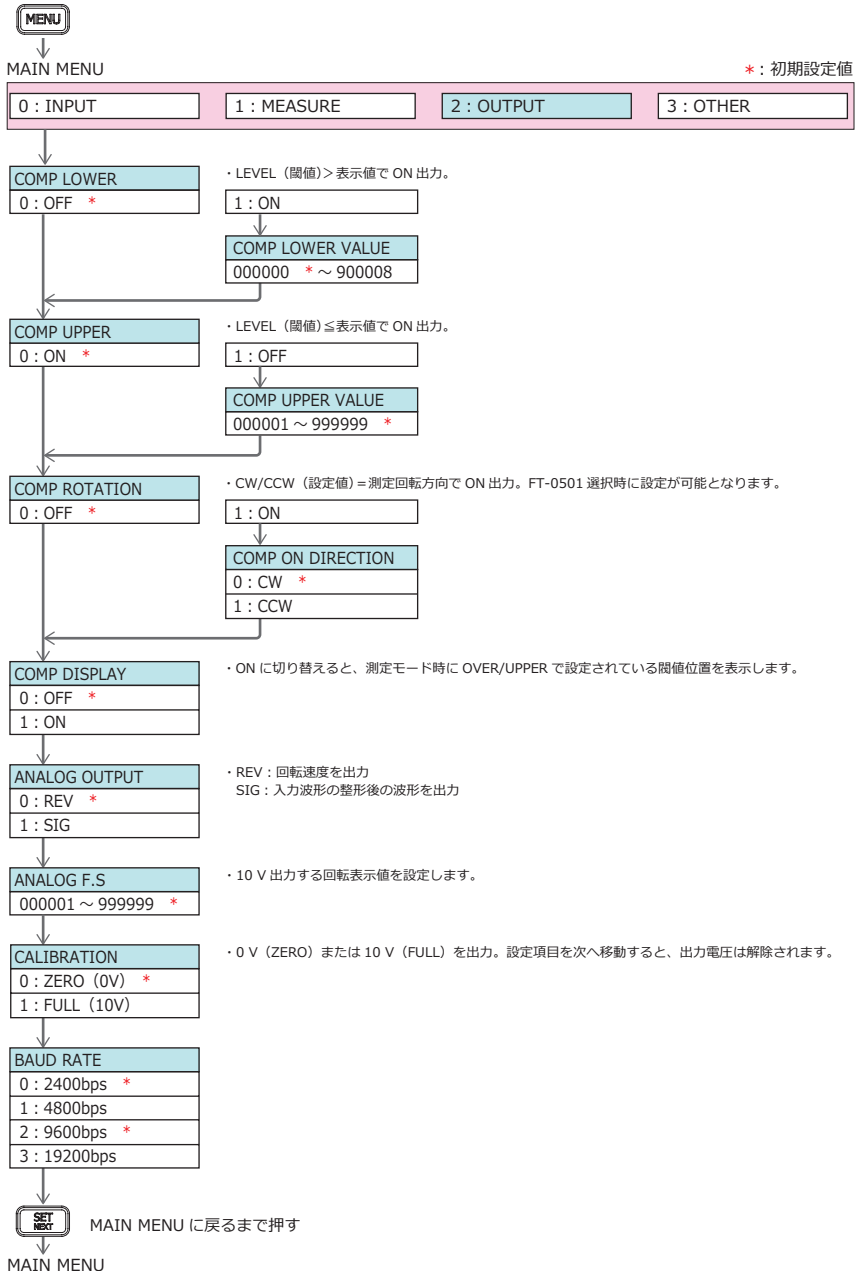 MENU
MAIN MENU
*：初期設定値
0：INPUT
1：MEASURE
2：OUTPUT
3：OTHER
COMP LOWER
0：OFF *
・LEVEL（閾値）＞表示値で ON 出力。
1：ON
COMP LOWER VALUE
000000 *～ 900008
COMP UPPER
0：ON *
・LEVEL（閾値）≦表示値で ON 出力。
1：OFF
COMP UPPER VALUE
000001～999999 *
COMP ROTATION
0：OFF *
・CW/CCW（設定値）＝測定回転方向で ON 出力。FT-0501 選択時に設定が可能となります。
1：ON
COMP ON DIRECTION
0：CW *
1：CCW
COMP DISPLAY
0：OFF *
1：ON
・ON に切り替えると、測定モード時に OVER/UPPER で設定されている閾値位置を表示します。
ANALOG OUTPUT
0：REV *
1：SIG
・REV：回転速度を出力
SIG：入力波形の整形後の波形を出力
ANALOG F.S
000001～999999 *
・10 V 出力する回転表示値を設定します。
CALIBRATION
0：ZERO（0V） *
1：FULL（10V）
・0 V（ZERO）または 10 V（FULL）を出力。設定項目を次へ移動すると、出力電圧は解除されます。
BAUD RATE
0：2400bps *
1：4800bps
2：9600bps *
3：19200bps
SET
NEXT
MAIN MENU に戻るまで押す
MAIN MENU